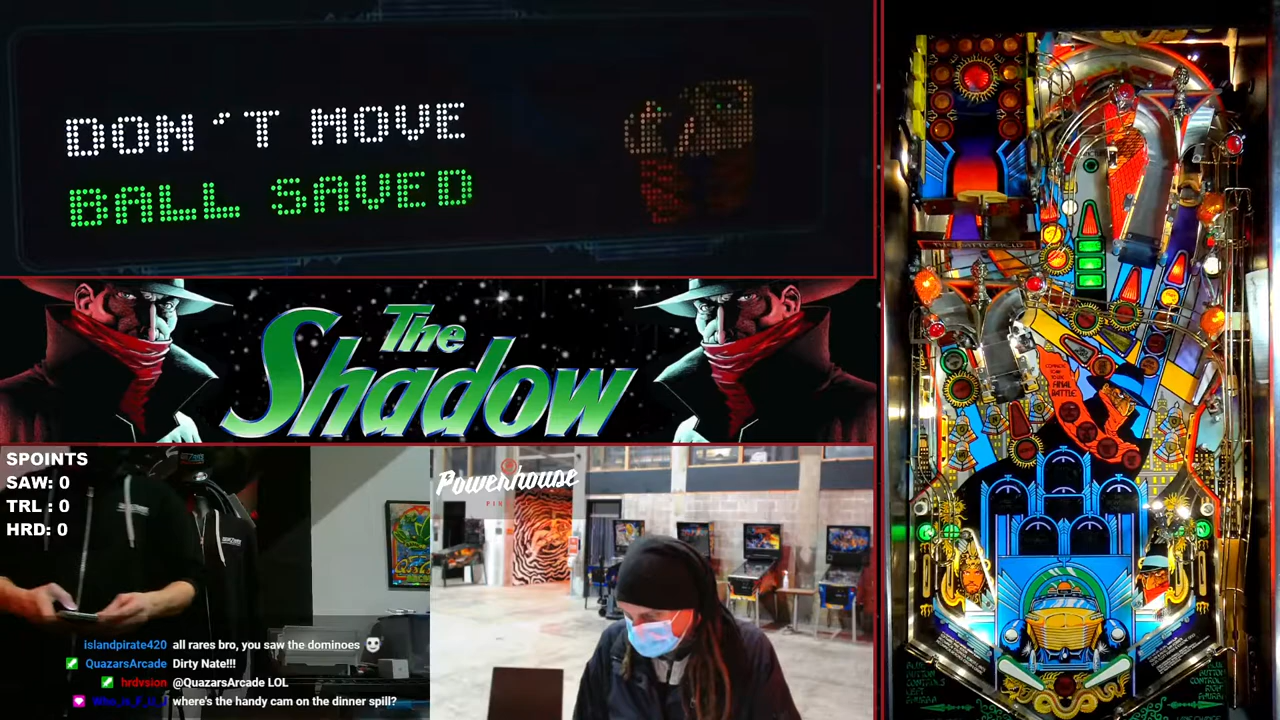 DON'T MOVE
BALL SAVED
The
Shadow
SPOINTS
SAW: 0
TRL : 0
HRD: 0
islandpirate420 all rares bro, you saw the dominoes
QuazarsArcade Dirty Nate!!!
hrdvsion @QuazarsArcade LOL
where's the handy cam on the dinner spill?
Powerhouse
THE BATTLEFIELD
FINAL
BATTLE